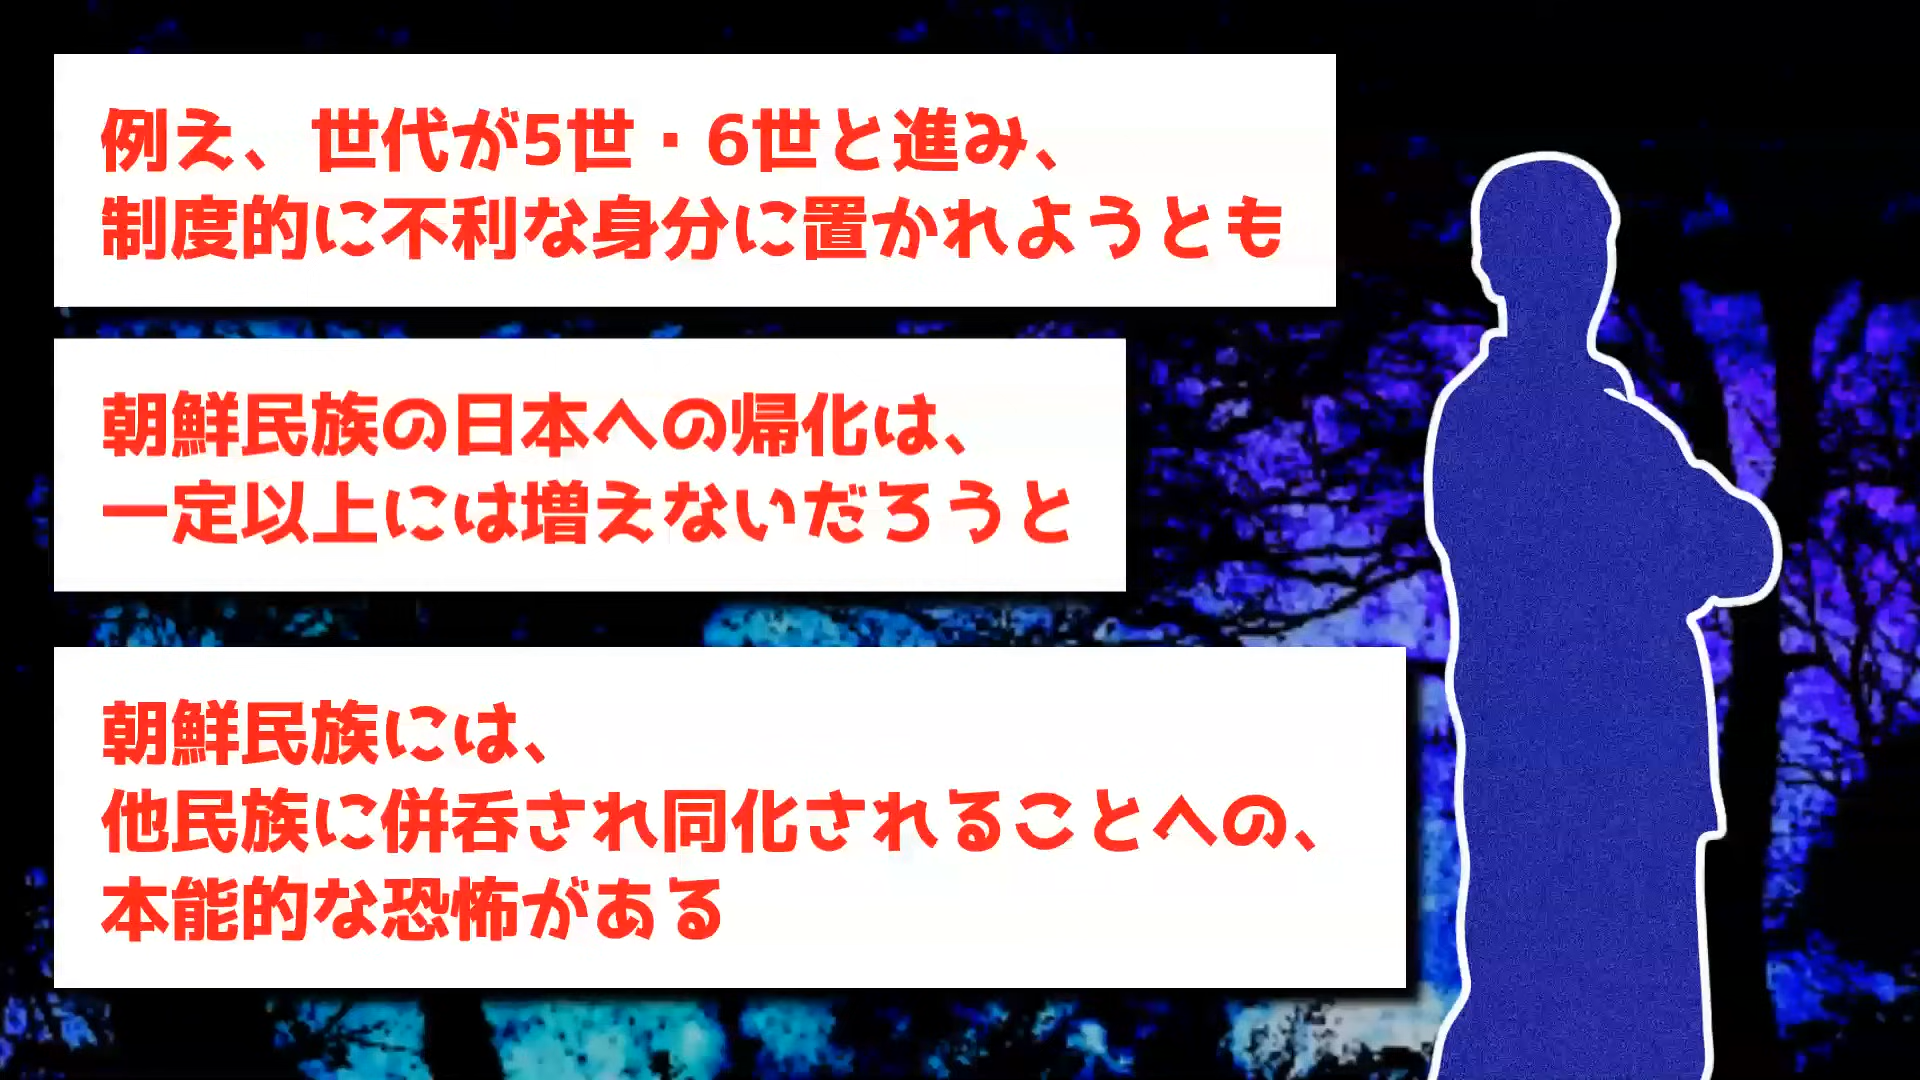 例え、世代が5世・6世と進み、
制度的に不利な身分に置かれようとも
朝鮮民族の日本への帰化は、
一定以上には増えないだろうと
朝鮮民族には、
他民族に併呑され同化されることへの、
本能的な恐怖がある